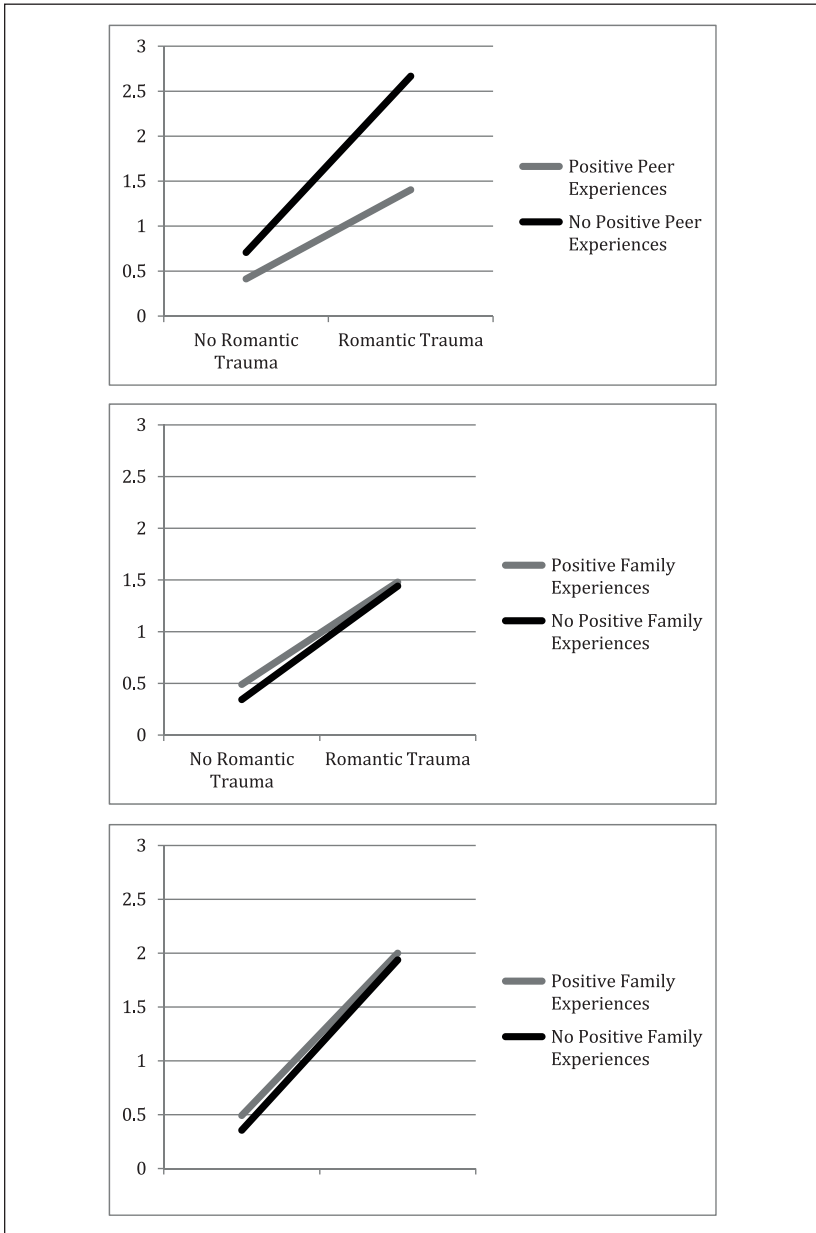 3
2.5
2
1.5
1
0.5
0
No Romantic
Trauma
Romantic Trauma
Positive Peer
Experiences
No Positive Peer
Experiences
3
2.5
2
1.5
1
0.5
0
No Romantic
Trauma
Romantic Trauma
Positive Family
Experiences
No Positive Family
Experiences
3
2.5
2
1.5
1
0.5
0
Positive Family
Experiences
No Positive Family
Experiences